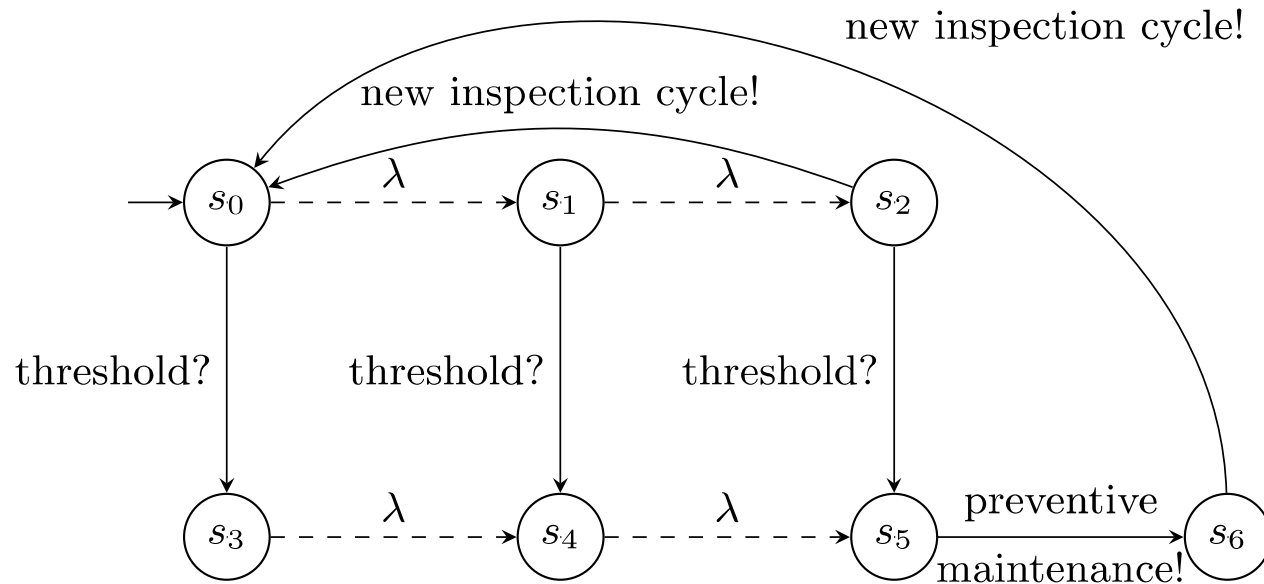 new inspection cycle!
new inspection cycle!
λ λ
s₀ s₁ s₂
threshold? threshold? threshold?
λ λ
preventive
s₃ s₄ s₅ s₆
maintenance!